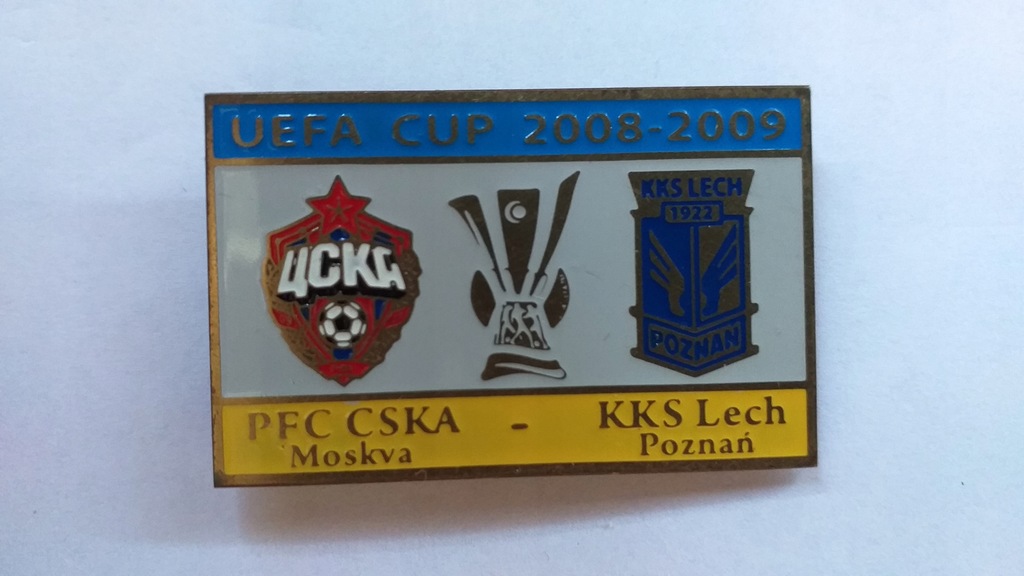 UEFA CUP 2008-2009
ЦСКА
KKS LECH
1922
POZNAŃ
PFC CSKA - KKS Lech
Moskva Poznań